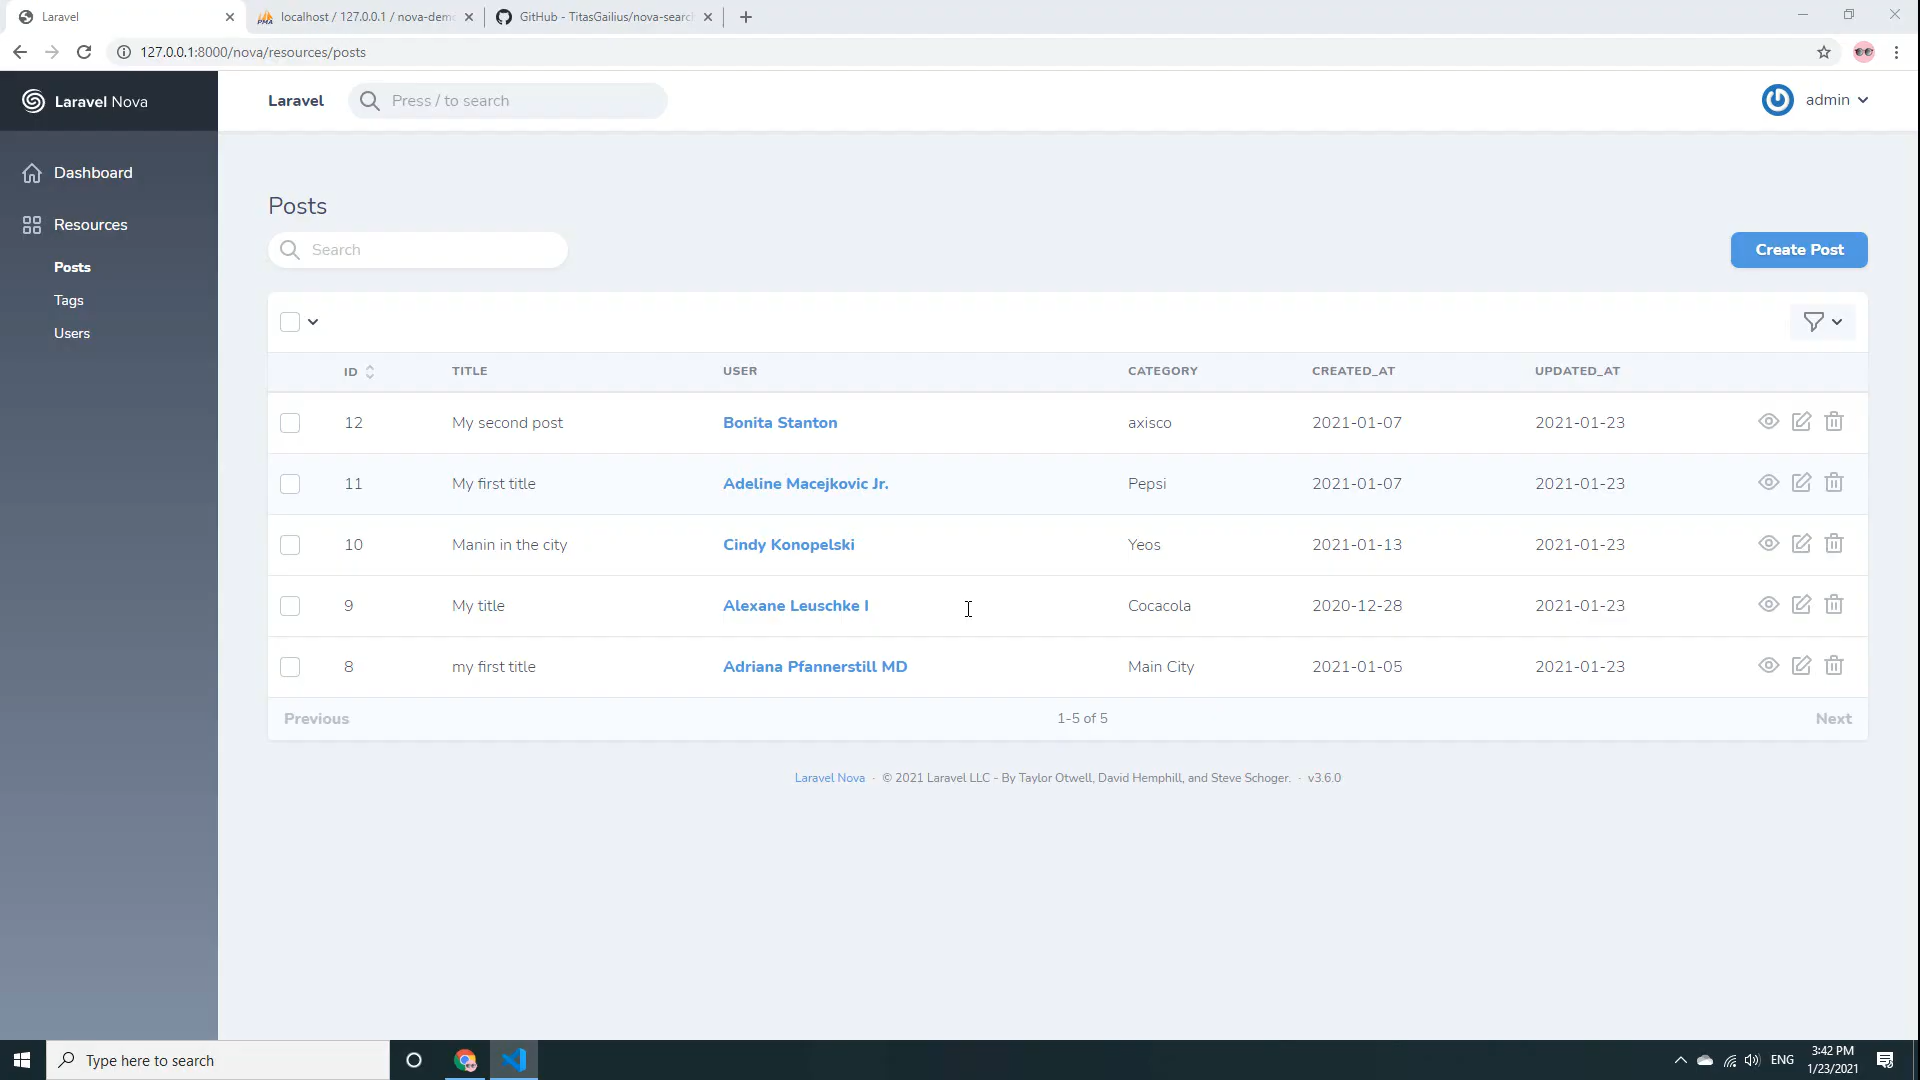 Laravel
localhost / 127.0.0.1 / nova-demo
GitHub - TitasGailius/nova-search
127.0.0.1:8000/nova/resources/posts
Laravel Nova
Laravel
Press / to search
admin
Dashboard
Resources
Posts
Tags
Users
Posts
Search
Create Post
ID TITLE USER CATEGORY CREATED_AT UPDATED_AT
12 My second post Bonita Stanton axisco 2021-01-07 2021-01-23
11 My first title Adeline Macejkovic Jr. Pepsi 2021-01-07 2021-01-23
10 Manin in the city Cindy Konopelski Yeos 2021-01-13 2021-01-23
9 My title Alexane Leuschke I Cocacola 2020-12-28 2021-01-23
8 my first title Adriana Pfannerstill MD Main City 2021-01-05 2021-01-23
Previous 1-5 of 5 Next
Laravel Nova · © 2021 Laravel LLC - By Taylor Otwell, David Hemphill, and Steve Schoger. · v3.6.0
Type here to search
ENG
3:42 PM
1/23/2021